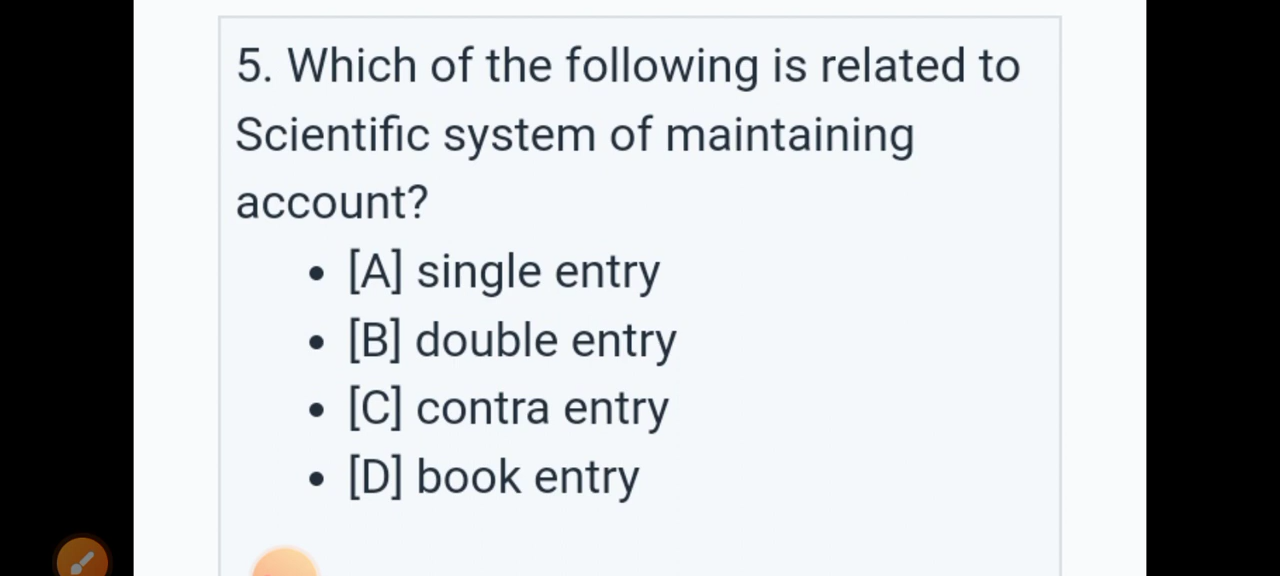 5. Which of the following is related to
Scientific system of maintaining
account?
• [A] single entry
• [B] double entry
• [C] contra entry
• [D] book entry